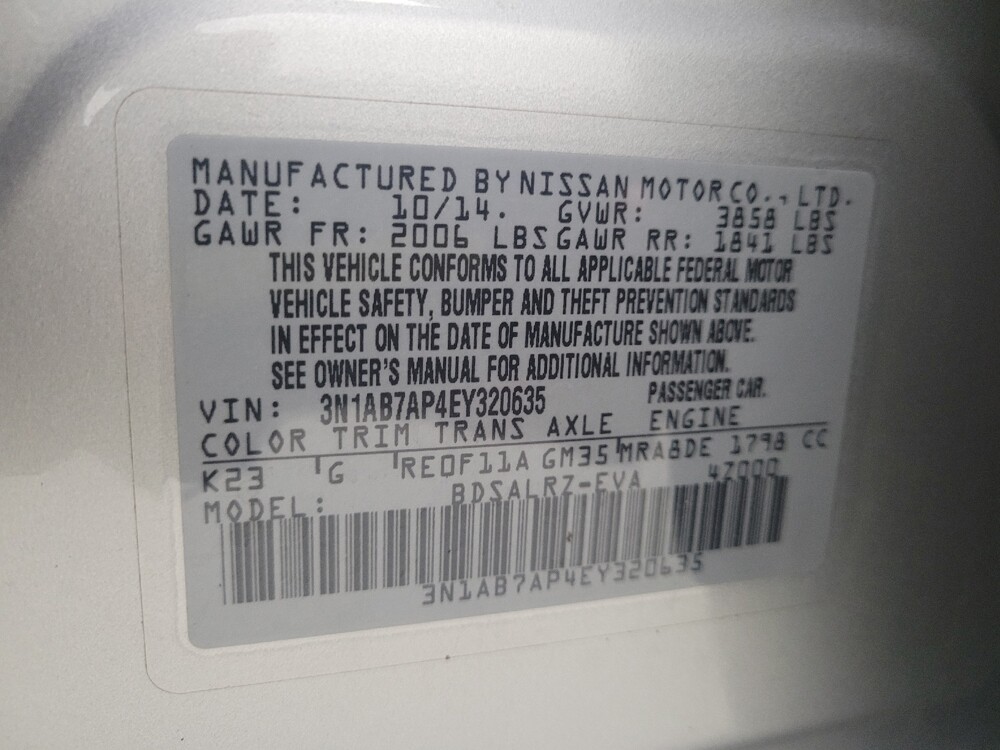 MANUFACTURED BY NISSAN MOTOR CO., LTD.
DATE: 10/14. GVWR: 3858 LBS
GAWR FR: 2006 LBS GAWR RR: 1841 LBS
THIS VEHICLE CONFORMS TO ALL APPLICABLE FEDERAL MOTOR
VEHICLE SAFETY, BUMPER AND THEFT PREVENTION STANDARDS
IN EFFECT ON THE DATE OF MANUFACTURE SHOWN ABOVE.
SEE OWNER'S MANUAL FOR ADDITIONAL INFORMATION.
VIN: 3N1AB7AP4EY320635 PASSENGER CAR.
COLOR TRIM TRANS AXLE ENGINE
K23 G RE0F11A GM35 MRA8DE 1798 CC
MODEL: BDSALRZ-EVA 47000
3N1AB7AP4EY320635